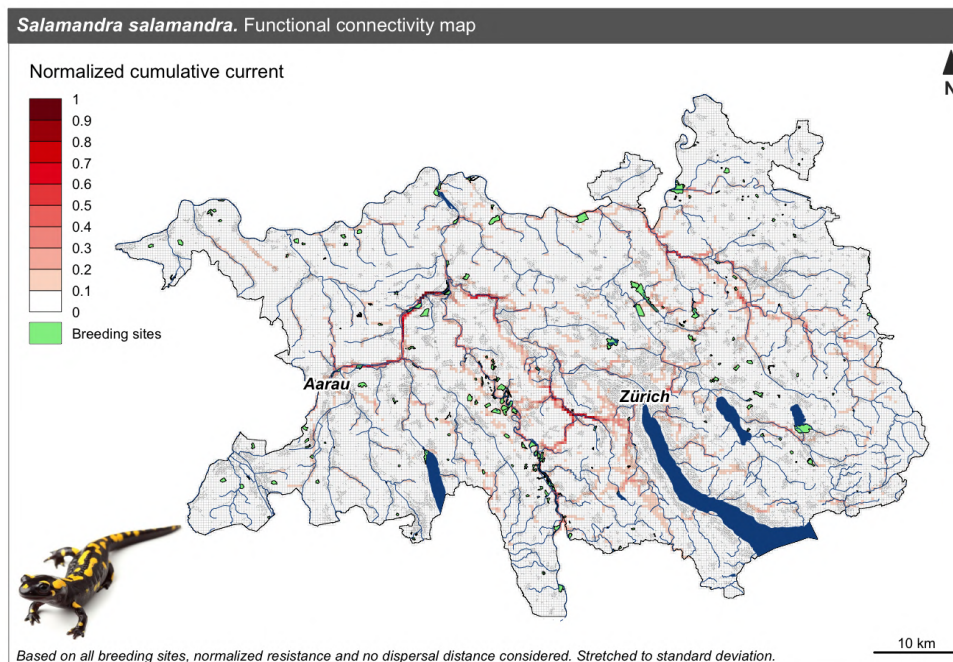 Salamandra salamandra. Functional connectivity map
Normalized cumulative current
N
1
0.9
0.8
0.7
0.6
0.5
0.4
0.3
0.2
0.1
0
Breeding sites
Aarau
Zürich
10 km
Based on all breeding sites, normalized resistance and no dispersal distance considered. Stretched to standard deviation.